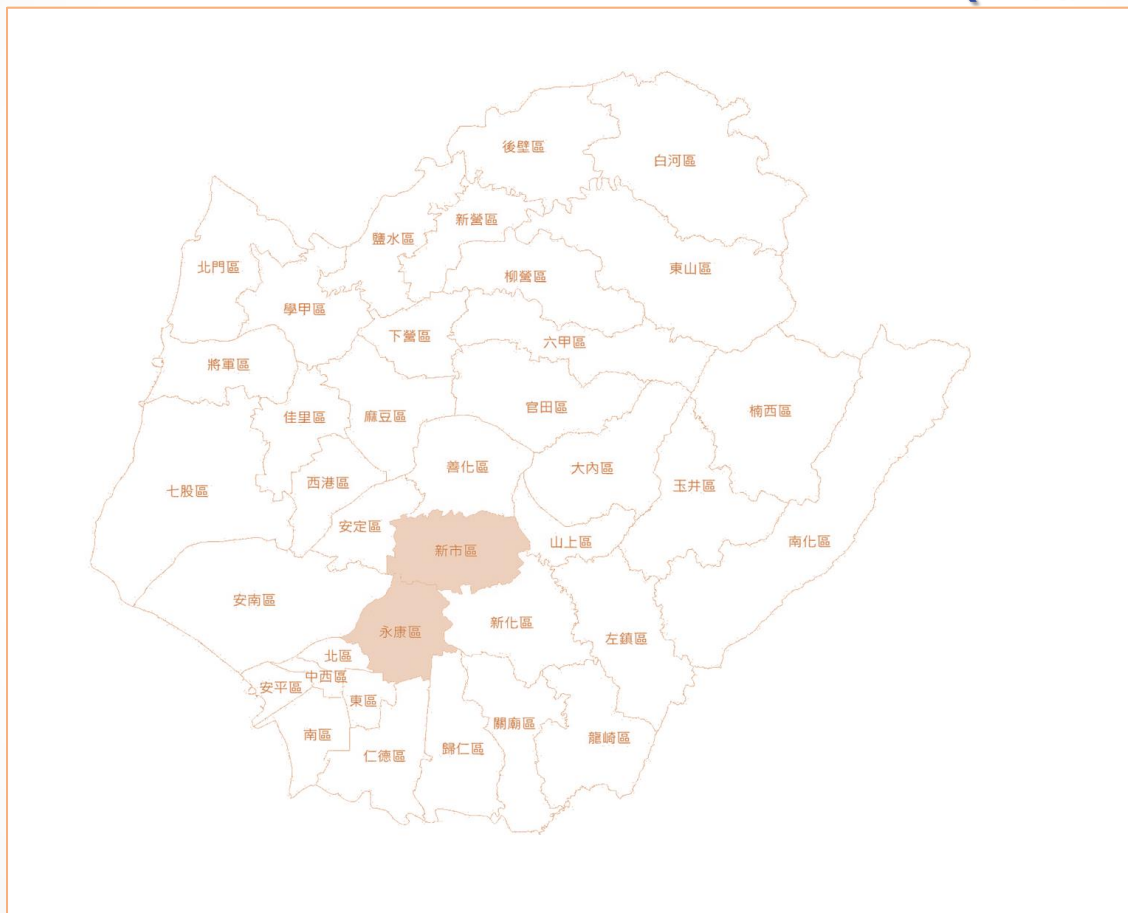 後壁區
白河區
新營區
鹽水區
北門區
東山區
柳營區
學甲區
下營區
六甲區
將軍區
官田區
楠西區
佳里區
麻豆區
善化區
大內區
西港區
玉井區
七股區
安定區
新市區
山上區
南化區
安南區
新化區
永康區
左鎮區
北區
中西區
安平區
東區
關廟區
南區
龍崎區
歸仁區
仁德區